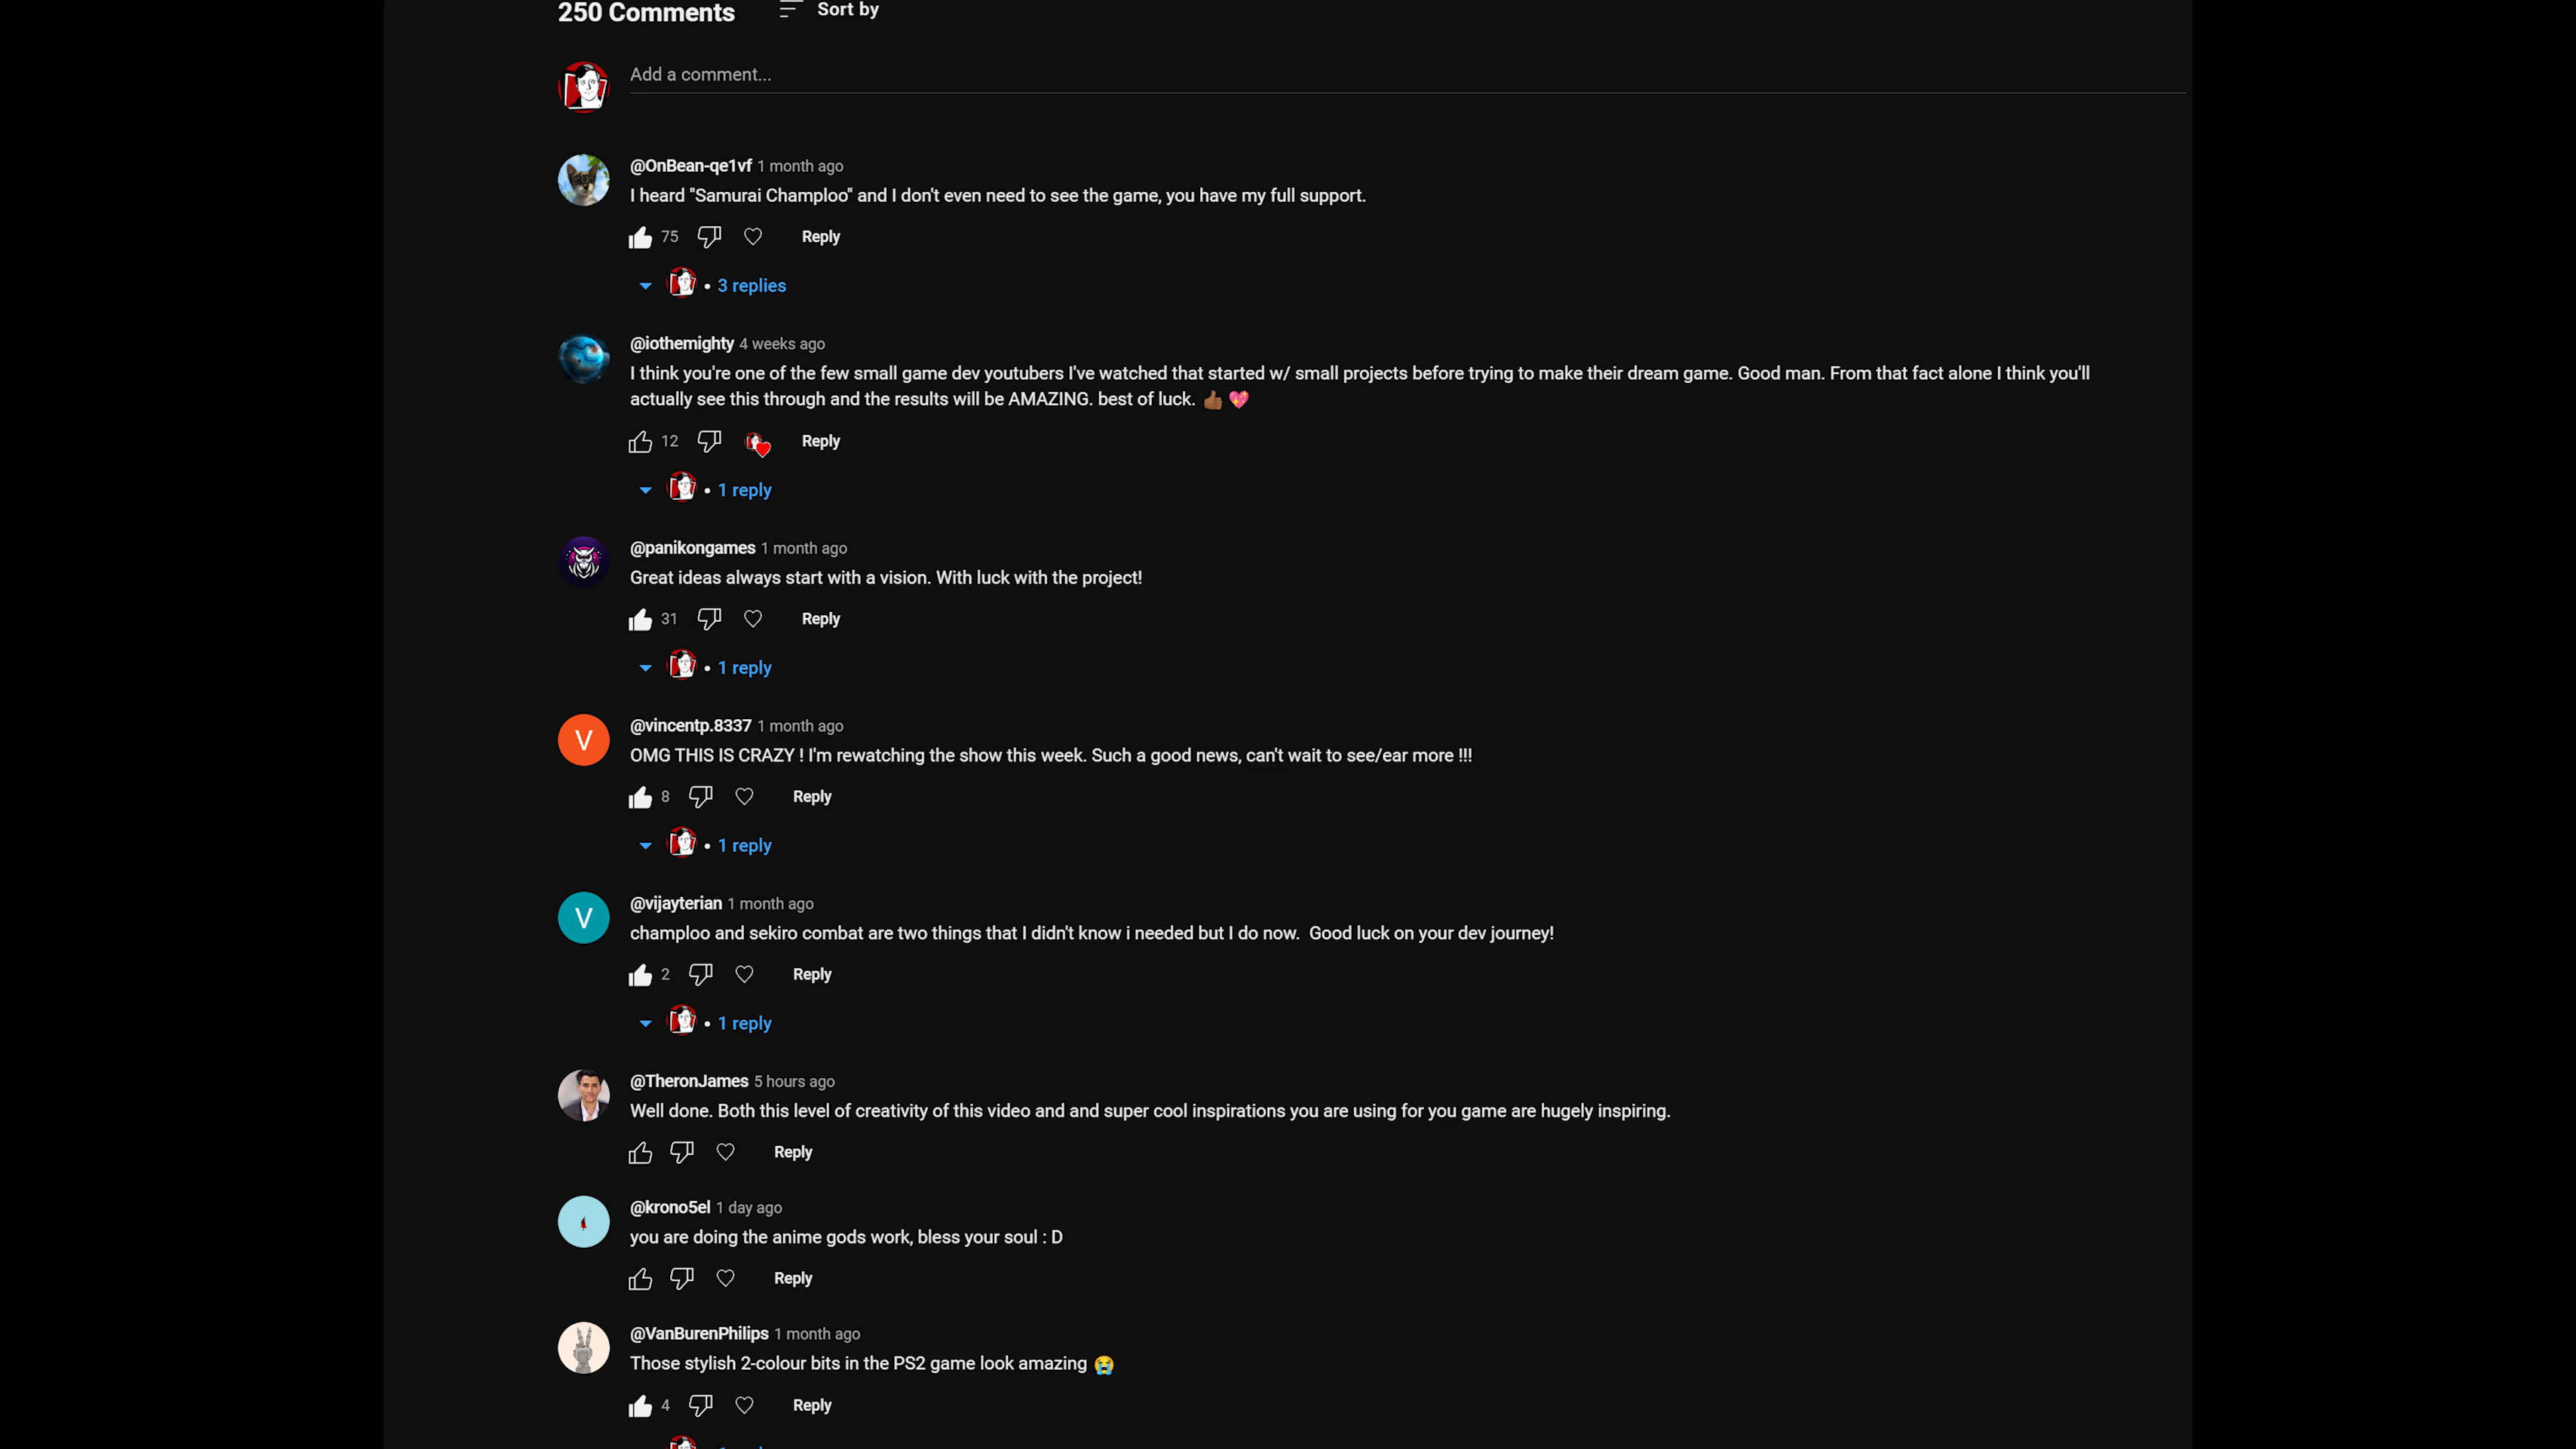 250 Comments
Sort by
Add a comment...
@OnBean-qe1vf 1 month ago
I heard "Samurai Champloo" and I don't even need to see the game, you have my full support.
75 Reply
• 3 replies
@iothemighty 4 weeks ago
I think you're one of the few small game dev youtubers I've watched that started w/ small projects before trying to make their dream game. Good man. From that fact alone I think you'll
actually see this through and the results will be AMAZING. best of luck. 👍🏾 💖
12 Reply
• 1 reply
@panikongames 1 month ago
Great ideas always start with a vision. With luck with the project!
31 Reply
• 1 reply
V
@vincentp.8337 1 month ago
OMG THIS IS CRAZY ! I'm rewatching the show this week. Such a good news, can't wait to see/ear more !!!
8 Reply
• 1 reply
V
@vijayterian 1 month ago
champloo and sekiro combat are two things that I didn't know i needed but I do now.  Good luck on your dev journey!
2 Reply
• 1 reply
@TheronJames 5 hours ago
Well done. Both this level of creativity of this video and and super cool inspirations you are using for you game are hugely inspiring.
Reply
@krono5el 1 day ago
you are doing the anime gods work, bless your soul : D
Reply
@VanBurenPhilips 1 month ago
Those stylish 2-colour bits in the PS2 game look amazing 😭
4 Reply